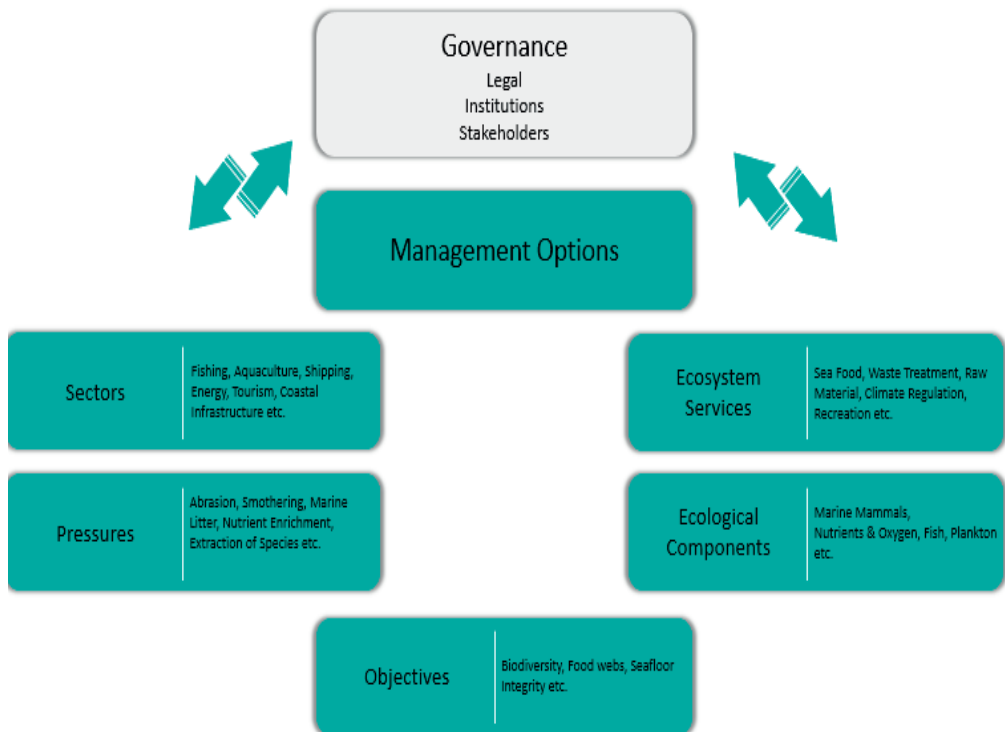 Governance
Legal
Institutions
Stakeholders
Management Options
Sectors
Fishing, Aquaculture, Shipping,
Energy, Tourism, Coastal
Infrastructure etc.
Ecosystem
Services
Sea Food, Waste Treatment, Raw
Material, Climate Regulation,
Recreation etc.
Pressures
Abrasion, Smothering, Marine
Litter, Nutrient Enrichment,
Extraction of Species etc.
Ecological
Components
Marine Mammals,
Nutrients & Oxygen, Fish, Plankton
etc.
Objectives
Biodiversity, Food webs, Seafloor
Integrity etc.